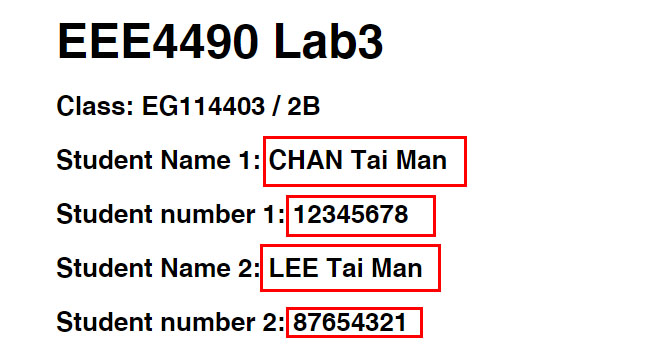 EEE4490 Lab3
Class: EG114403 / 2B
Student Name 1: CHAN Tai Man
Student number 1: 12345678
Student Name 2: LEE Tai Man
Student number 2: 87654321